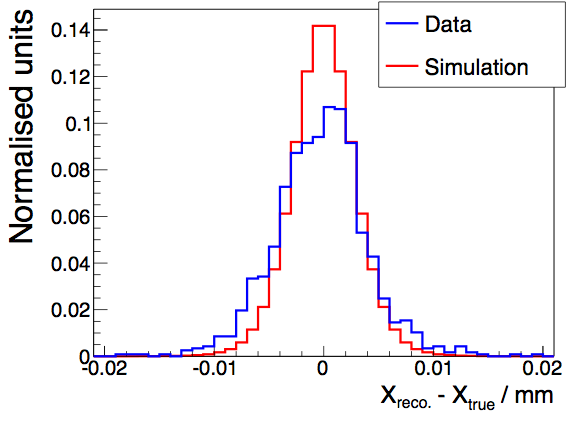 Normalised units
0.14
0.12
0.1
0.08
0.06
0.04
0.02
0
-0.02 -0.01 0 0.01 0.02
Xreco. - Xtrue / mm
Data
Simulation